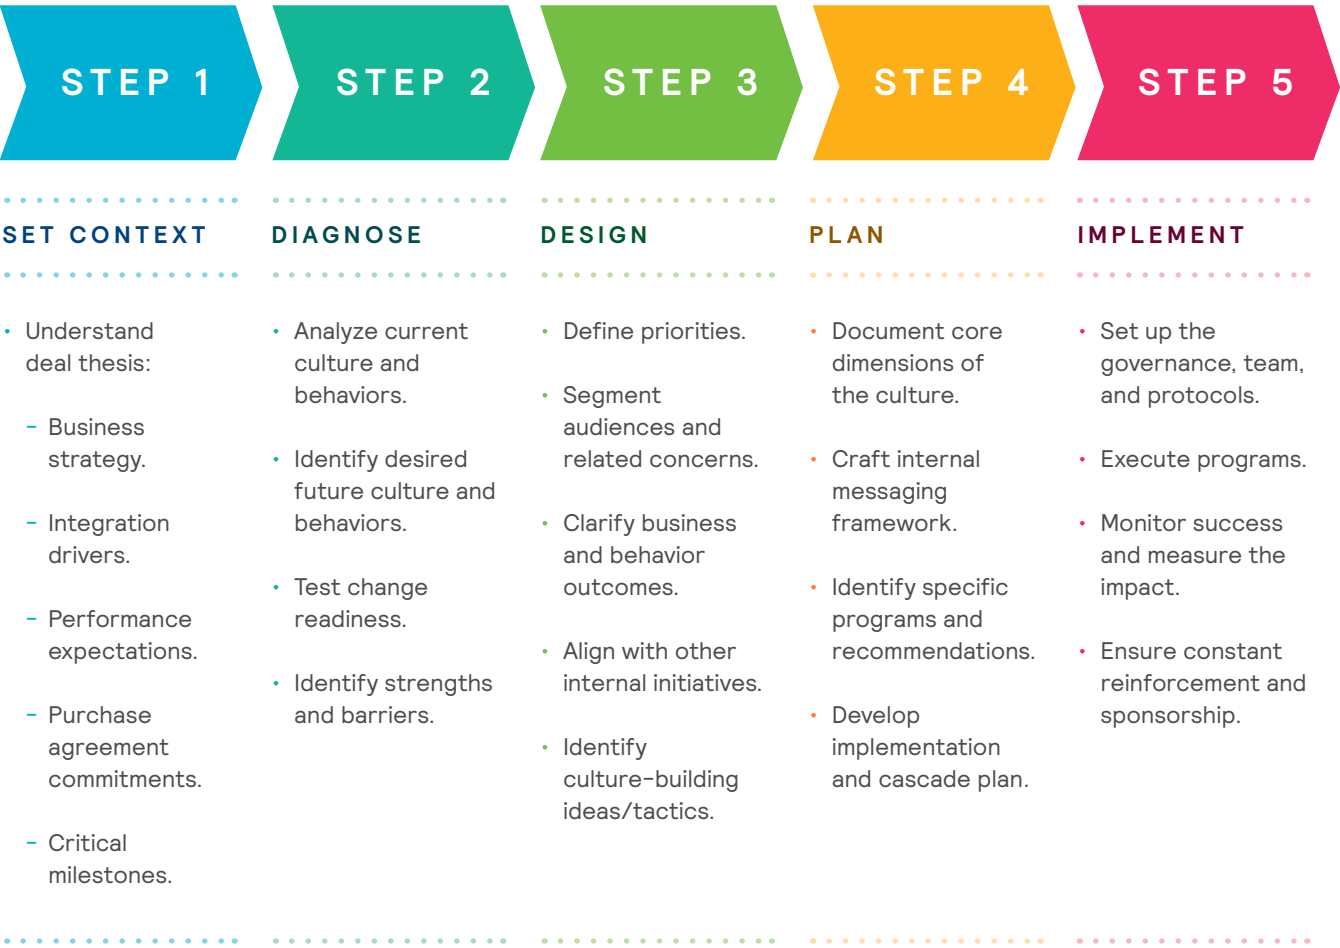 STEP 1
STEP 2
STEP 3
STEP 4
STEP 5
SET CONTEXT
• Understand
deal thesis:
– Business
strategy.
– Integration
drivers.
– Performance
expectations.
– Purchase
agreement
commitments.
– Critical
milestones.
DIAGNOSE
• Analyze current
culture and
behaviors.
• Identify desired
future culture and
behaviors.
• Test change
readiness.
• Identify strengths
and barriers.
DESIGN
• Define priorities.
• Segment
audiences and
related concerns.
• Clarify business
and behavior
outcomes.
• Align with other
internal initiatives.
• Identify
culture-building
ideas/tactics.
PLAN
• Document core
dimensions of
the culture.
• Craft internal
messaging
framework.
• Identify specific
programs and
recommendations.
• Develop
implementation
and cascade plan.
IMPLEMENT
• Set up the
governance, team,
and protocols.
• Execute programs.
• Monitor success
and measure the
impact.
• Ensure constant
reinforcement and
sponsorship.